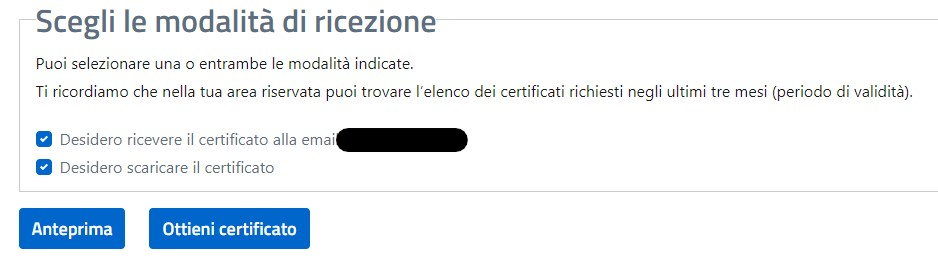 Scegli le modalità di ricezione
Puoi selezionare una o entrambe le modalità indicate.
Ti ricordiamo che nella tua area riservata puoi trovare l'elenco dei certificati richiesti negli ultimi tre mesi (periodo di validità).
Desidero ricevere il certificato alla email
Desidero scaricare il certificato
Anteprima
Ottieni certificato